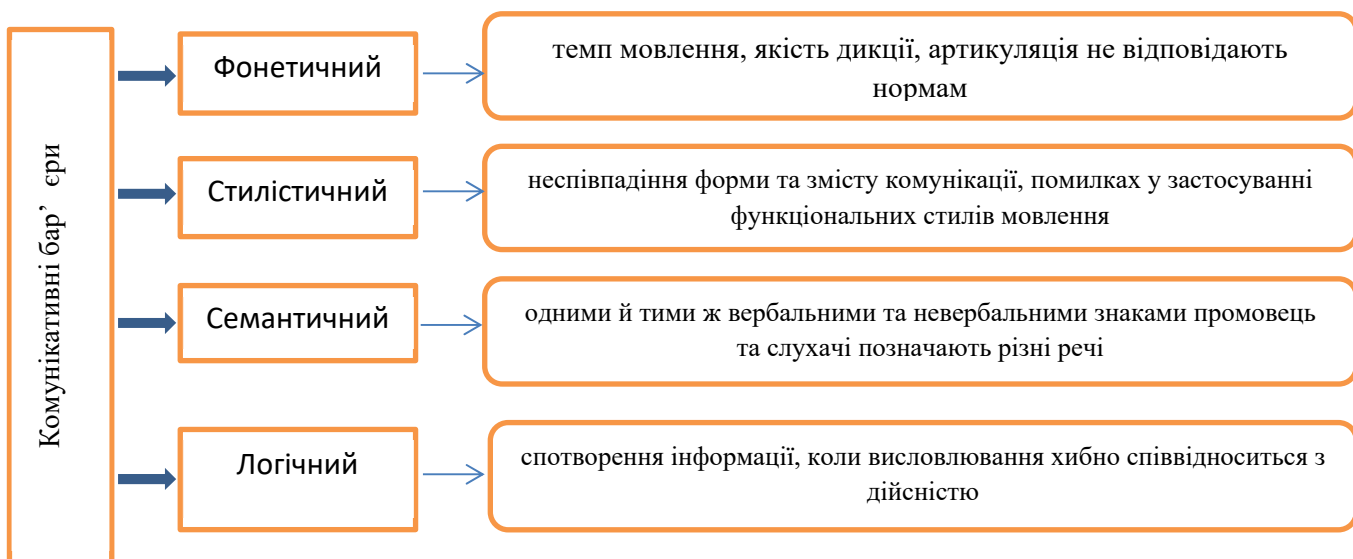 Комунікативні бар’ єри
Фонетичний
темп мовлення, якість дикції, артикуляція не відповідають
нормам
Стилістичний
неспівпадіння форми та змісту комунікації, помилках у застосуванні
функціональних стилів мовлення
Семантичний
одними й тими ж вербальними та невербальними знаками промовець
та слухачі позначають різні речі
Логічний
спотворення інформації, коли висловлювання хибно співвідноситься з
дійсністю